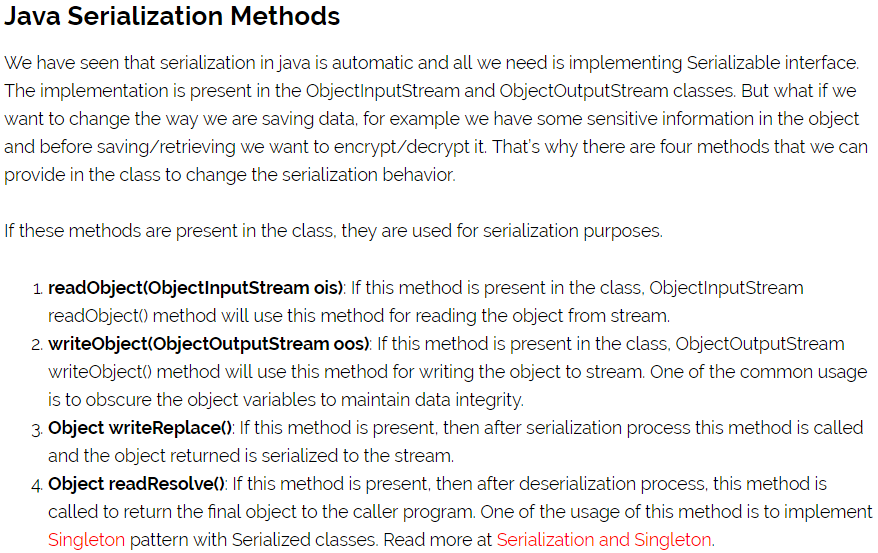 Java Serialization Methods
We have seen that serialization in java is automatic and all we need is implementing Serializable interface.
The implementation is present in the ObjectInputStream and ObjectOutputStream classes. But what if we
want to change the way we are saving data, for example we have some sensitive information in the object
and before saving/retrieving we want to encrypt/decrypt it. That's why there are four methods that we can
provide in the class to change the serialization behavior.
If these methods are present in the class, they are used for serialization purposes.
1. readObject(ObjectInputStream ois): If this method is present in the class, ObjectInputStream
readObject() method will use this method for reading the object from stream.
2. writeObject(ObjectOutputStream oos): If this method is present in the class, ObjectOutputStream
writeObject() method will use this method for writing the object to stream. One of the common usage
is to obscure the object variables to maintain data integrity.
3. Object writeReplace(): If this method is present, then after serialization process this method is called
and the object returned is serialized to the stream.
4. Object readResolve(): If this method is present, then after deserialization process, this method is
called to return the final object to the caller program. One of the usage of this method is to implement
Singleton pattern with Serialized classes. Read more at Serialization and Singleton.